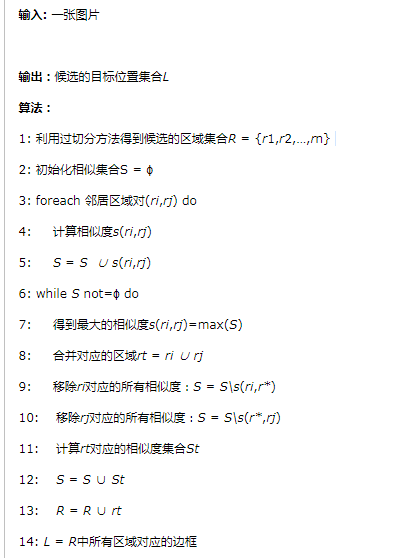 输入: 一张图片
输出：候选的目标位置集合L
算法：
1: 利用过切分方法得到候选的区域集合R = {r1,r2,…,rn}
2: 初始化相似集合S = ϕ
3: foreach 邻居区域对(ri,rj) do
4: 计算相似度s(ri,rj)
5: S = S ∪ s(ri,rj)
6: while S not=ϕ do
7: 得到最大的相似度s(ri,rj)=max(S)
8: 合并对应的区域rt = ri ∪ rj
9: 移除ri对应的所有相似度：S = S\s(ri,r*)
10: 移除rj对应的所有相似度：S = S\s(r*,rj)
11: 计算rt对应的相似度集合St
12: S = S ∪ St
13: R = R ∪ rt
14: L = R中所有区域对应的边框